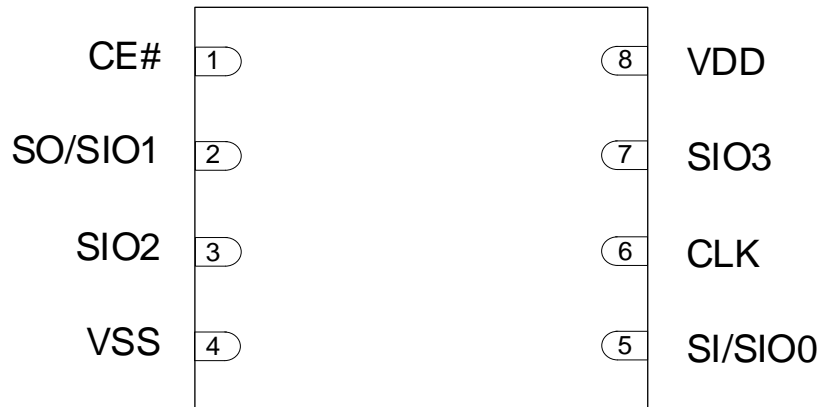 CE# 1 8 VDD
SO/SIO1 2 7 SIO3
SIO2 3 6 CLK
VSS 4 5 SI/SIO0